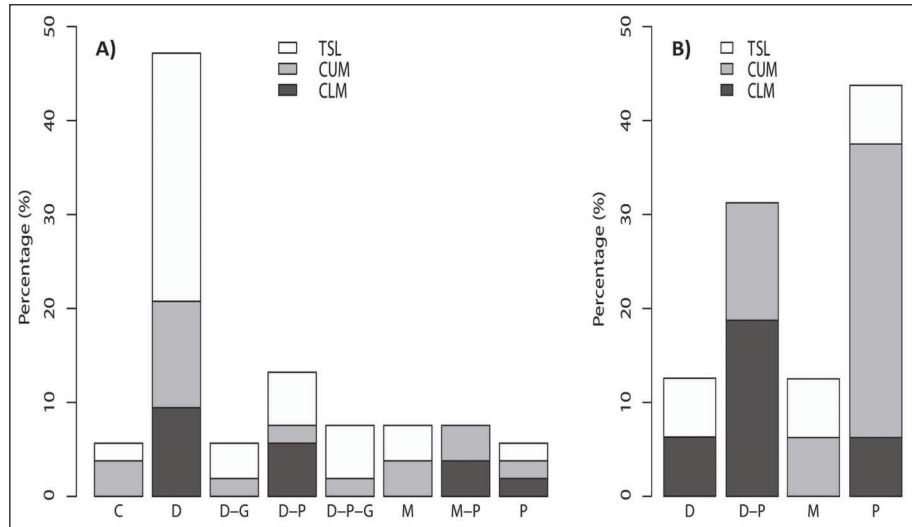 A)
TSL
CUM
CLM
Percentage (%)
50
40
30
20
10
0
C D D–G D–P D–P–G M M–P P
B)
TSL
CUM
CLM
Percentage (%)
50
40
30
20
10
0
D D–P M P